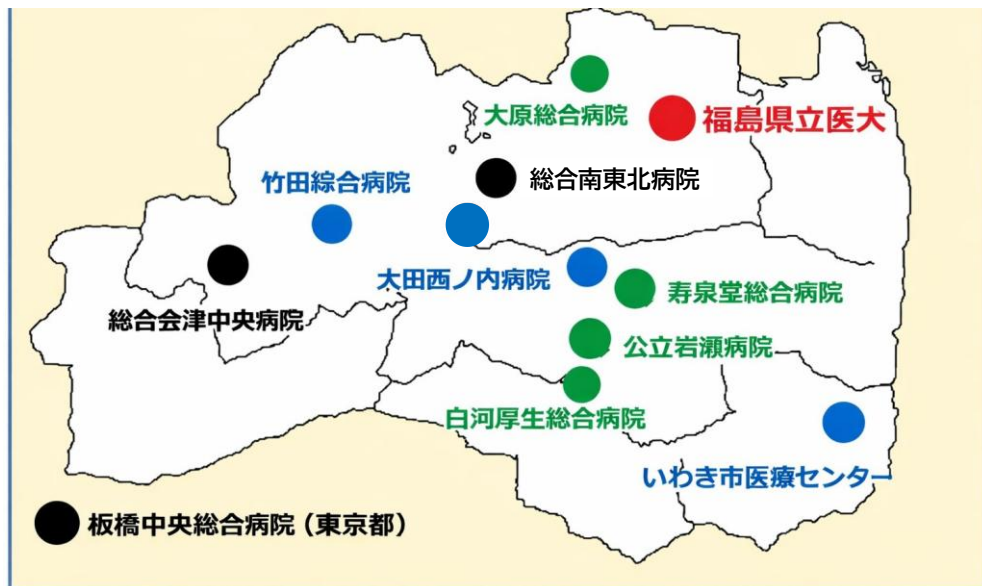 大原総合病院
福島県立医大
総合南東北病院
竹田綜合病院
大田西ノ内病院
寿泉堂総合病院
総合会津中央病院
公立岩瀬病院
白河厚生総合病院
いわき市医療センター
板橋中央総合病院（東京都）